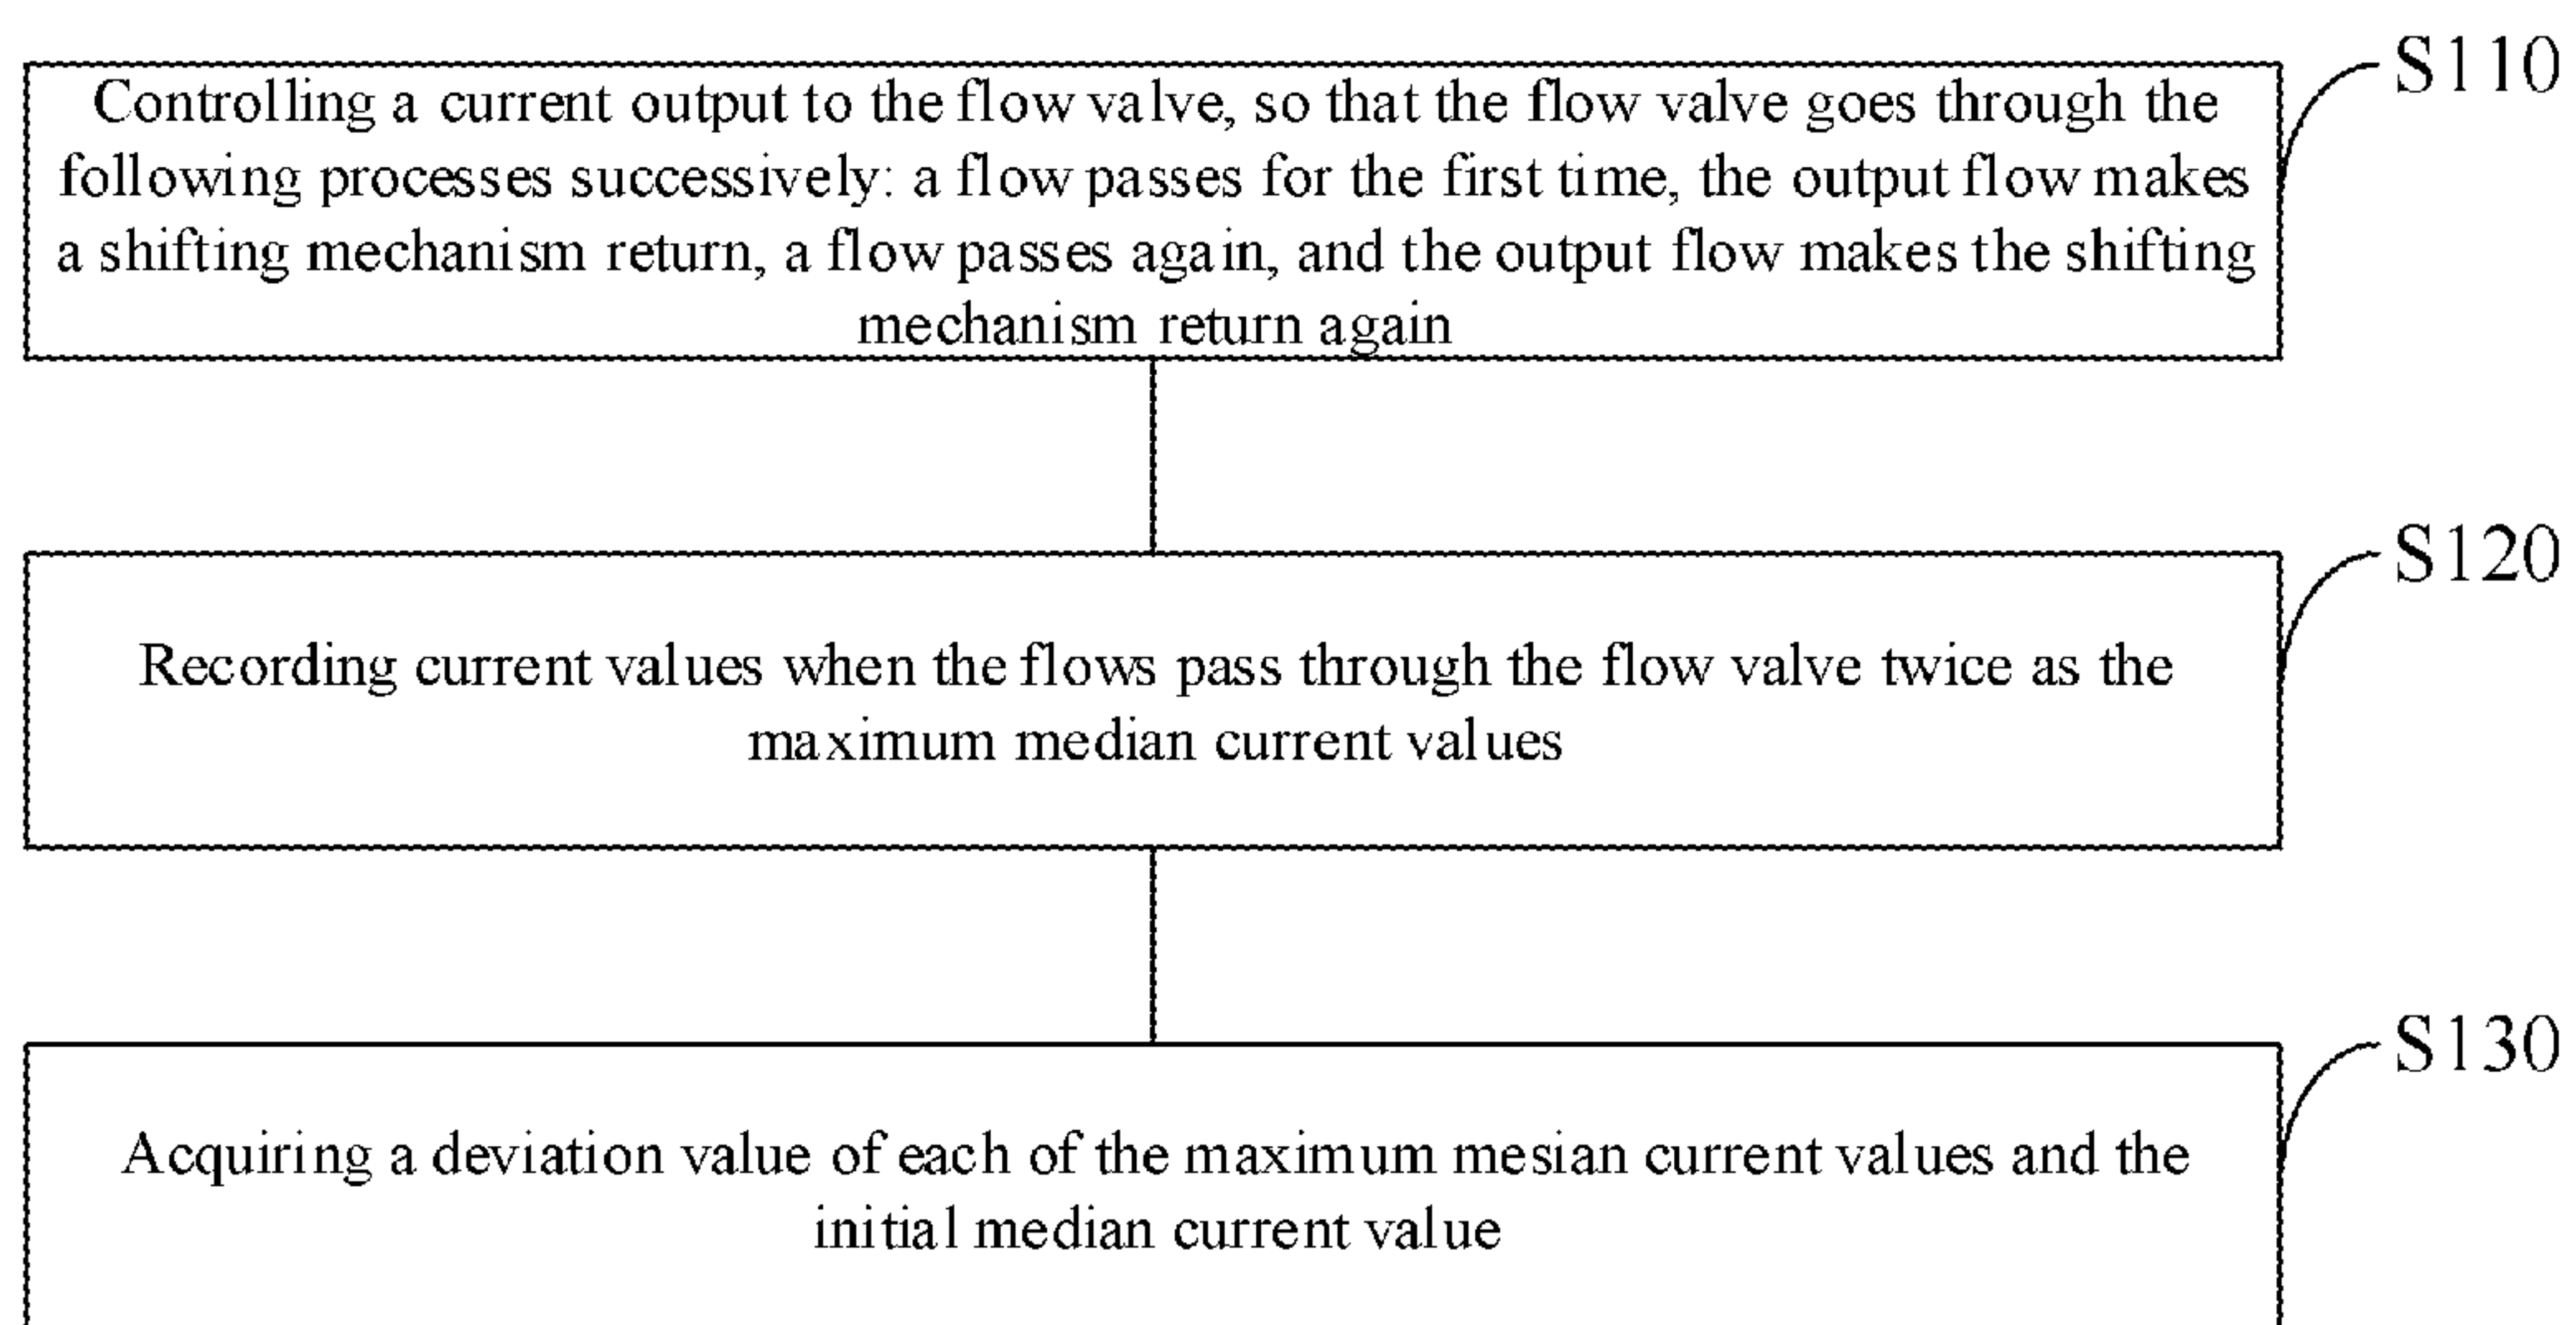 S110
Controlling a current output to the flow valve, so that the flow valve goes through the
following processes successively: a flow passes for the first time, the output flow makes
a shifting mechanism return, a flow passes again, and the output flow makes the shifting
mechanism return again
S120
Recording current values when the flows pass through the flow valve twice as the
maximum median current values
S130
Acquiring a deviation value of each of the maximum mesian current values and the
initial median current value